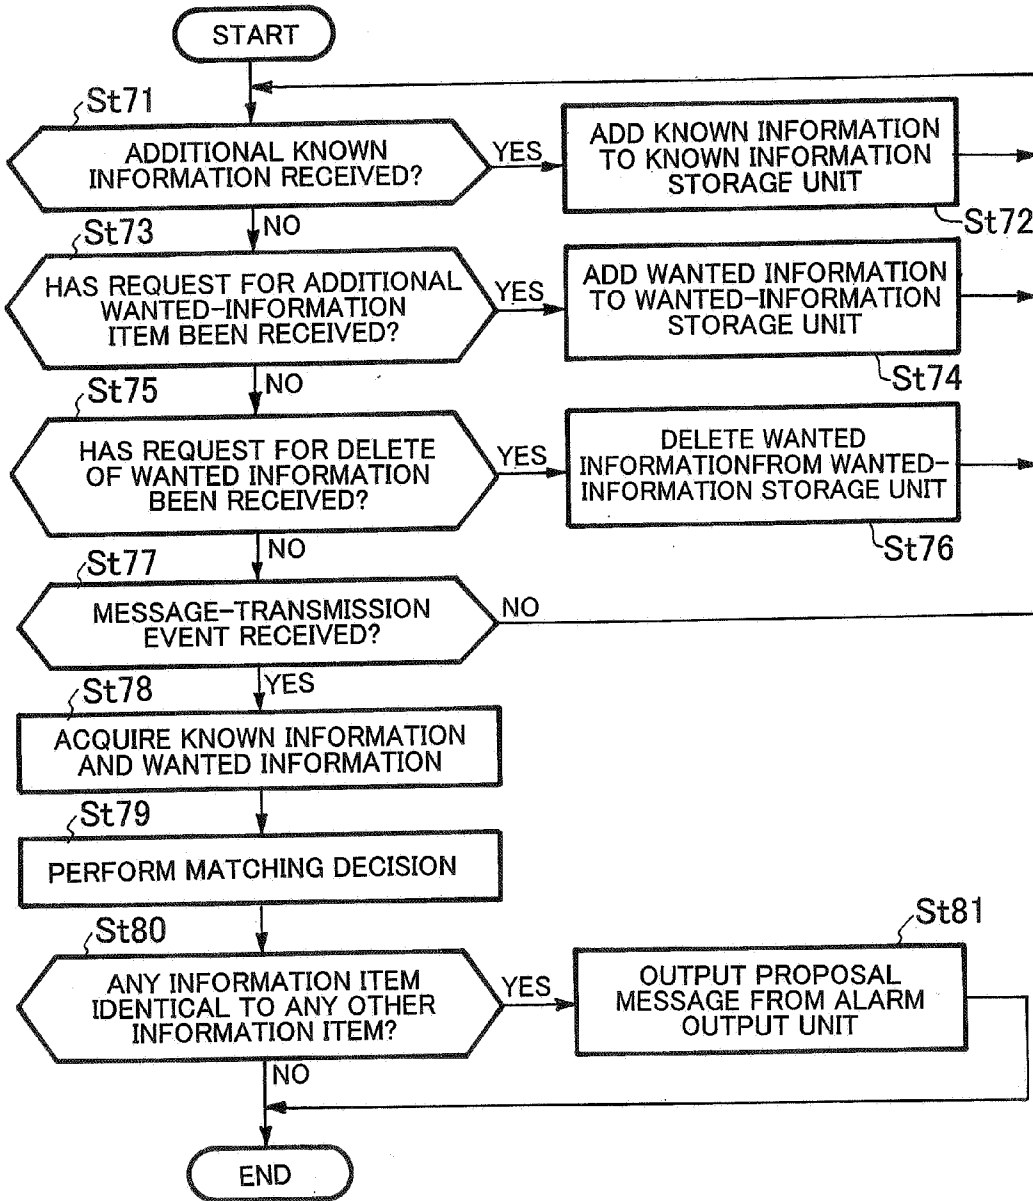 START
St71
ADDITIONAL KNOWN
INFORMATION RECEIVED?
YES
ADD KNOWN INFORMATION
TO KNOWN INFORMATION
STORAGE UNIT
St72
NO
St73
HAS REQUEST FOR ADDITIONAL
WANTED-INFORMATION
ITEM BEEN RECEIVED?
YES
ADD WANTED INFORMATION
TO WANTED-INFORMATION
STORAGE UNIT
St74
NO
St75
HAS REQUEST FOR DELETE
OF WANTED INFORMATION
BEEN RECEIVED?
YES
DELETE WANTED
INFORMATIONFROM WANTED-
INFORMATION STORAGE UNIT
St76
NO
St77
MESSAGE-TRANSMISSION
EVENT RECEIVED?
NO
YES
St78
ACQUIRE KNOWN INFORMATION
AND WANTED INFORMATION
St79
PERFORM MATCHING DECISION
St80
ANY INFORMATION ITEM
IDENTICAL TO ANY OTHER
INFORMATION ITEM?
YES
St81
OUTPUT PROPOSAL
MESSAGE FROM ALARM
OUTPUT UNIT
NO
END